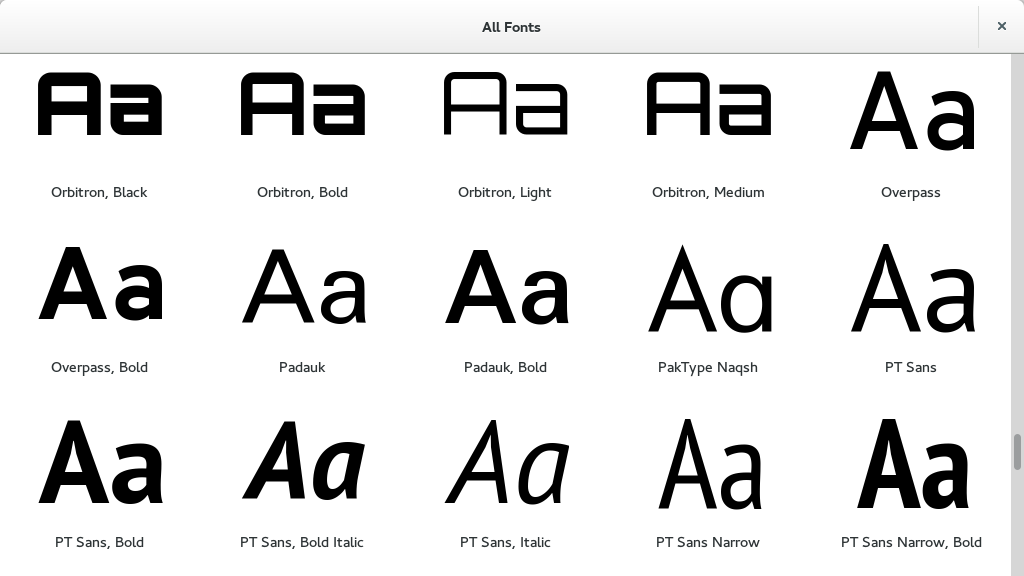 All Fonts
Aa Aa Aa Aa Aa
Orbitron, Black Orbitron, Bold Orbitron, Light Orbitron, Medium Overpass
Aa Aa Aa Aa Aa
Overpass, Bold Padauk Padauk, Bold PakType Naqsh PT Sans
Aa Aa Aa Aa Aa
PT Sans, Bold PT Sans, Bold Italic PT Sans, Italic PT Sans Narrow PT Sans Narrow, Bold